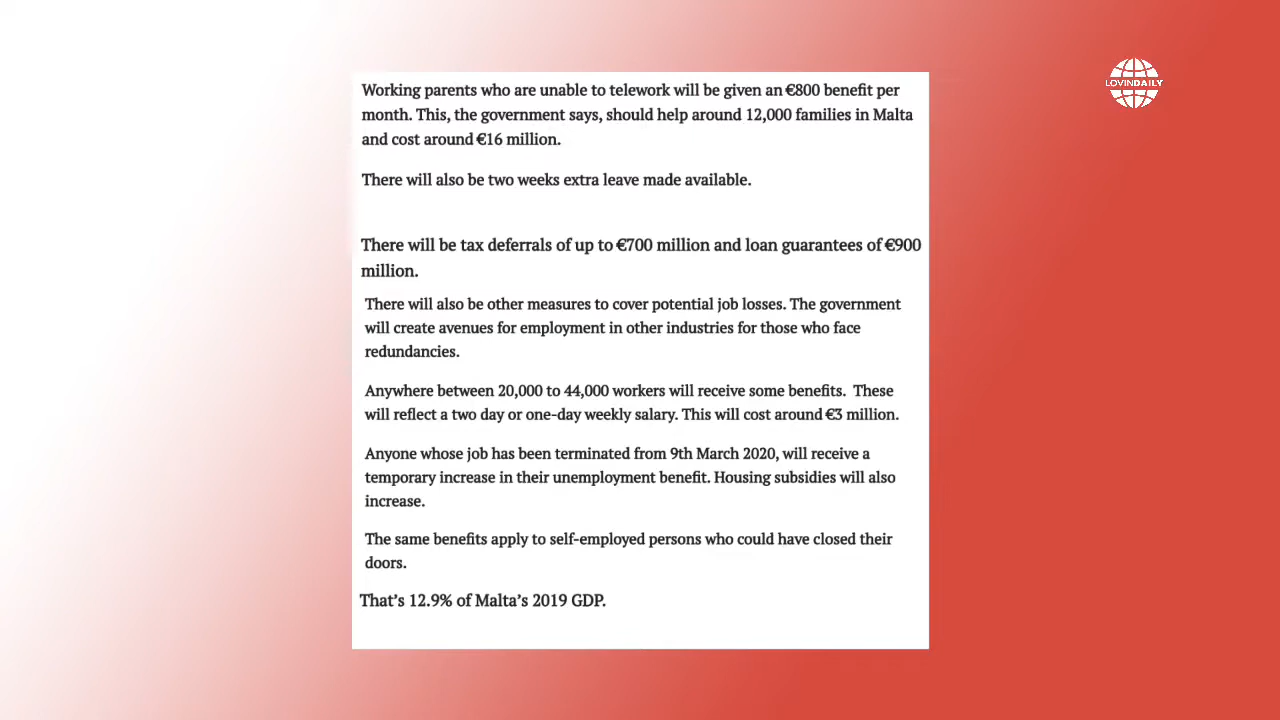 LOVINDAILY
Working parents who are unable to telework will be given an €800 benefit per
month. This, the government says, should help around 12,000 families in Malta
and cost around €16 million.
There will also be two weeks extra leave made available.
There will be tax deferrals of up to €700 million and loan guarantees of €900
million.
There will also be other measures to cover potential job losses. The government
will create avenues for employment in other industries for those who face
redundancies.
Anywhere between 20,000 to 44,000 workers will receive some benefits.  These
will reflect a two day or one-day weekly salary. This will cost around €3 million.
Anyone whose job has been terminated from 9th March 2020, will receive a
temporary increase in their unemployment benefit. Housing subsidies will also
increase.
The same benefits apply to self-employed persons who could have closed their
doors.
That’s 12.9% of Malta’s 2019 GDP.